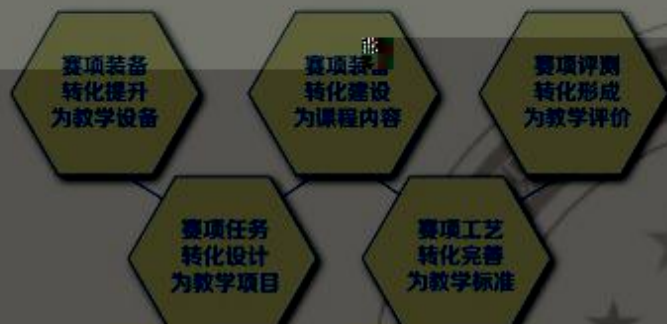 赛项装备
转化提升
为教学设备
赛项装备
转化建设
为课程内容
赛项评测
转化形成
为教学评价
赛项任务
转化设计
为教学项目
赛项工艺
转化完善
为教学标准